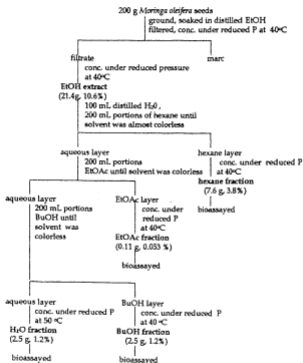 200 g Moringa oleifera seeds
ground, soaked in distilled EtOH
filtered, conc. under reduced P at 40°C
filtrate
marc
conc. under reduced pressure
at 40°C
EtOH extract
(21.4g, 10.6%)
100 mL distilled H₂0,
200 mL portions of hexane until
solvent was almost colorless
aqueous layer
200 mL portions
EtOAc until solvent was colorless
hexane layer
conc. under reduced P
at 40°C
hexane fraction
(7.6 g, 3.8%)
bioassayed
aqueous layer
200 mL portions
BuOH until
solvent was
colorless
EtOAc layer
conc. under
reduced P
at 40°C
EtOAc fraction
(0.11 g, 0.053 %)
bioassayed
aqueous layer
conc. under reduced P
at 50 °C
H₂O fraction
(2.5 g, 1.2%)
bioassayed
BuOH layer
conc. under reduced P
at 40 °C
BuOH fraction
(2.5 g, 1.2%)
bioassayed